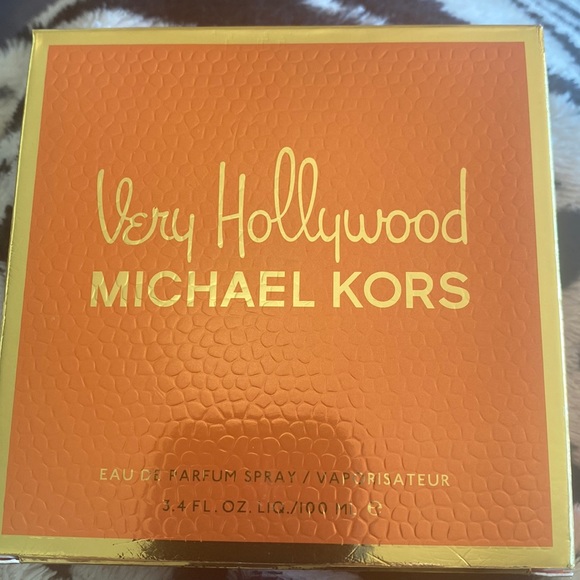 Very Hollywood
MICHAEL KORS
EAU DE PARFUM SPRAY / VAPORISATEUR
3.4 FL. OZ. LIQ./100 ML ℮